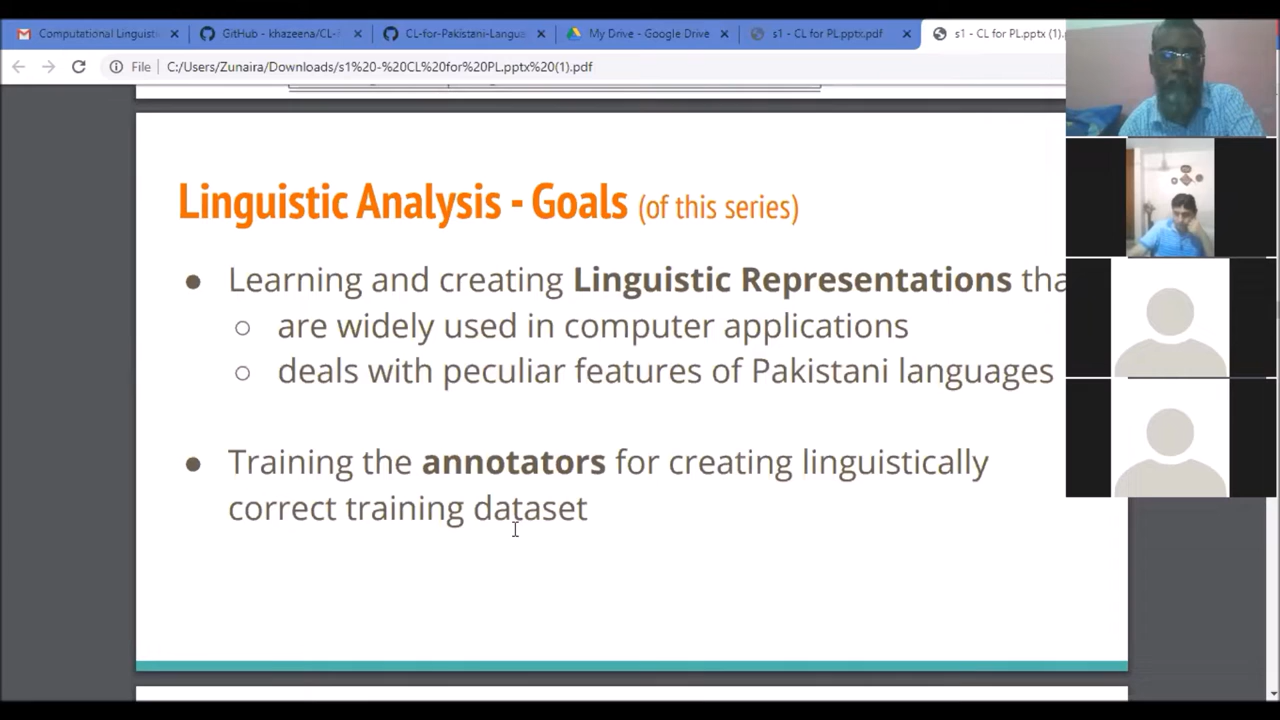 Computational Linguisti
GitHub - khazeena/CL-
CL-for-Pakistani-Langua
My Drive - Google Drive
s1 - CL for PL.pptx.pdf
s1 - CL for PL.pptx (1).p
File
C:/Users/Zunaira/Downloads/s1%20-%20CL%20for%20PL.pptx%20(1).pdf
Linguistic Analysis - Goals (of this series)
● Learning and creating Linguistic Representations tha
○ are widely used in computer applications
○ deals with peculiar features of Pakistani languages
● Training the annotators for creating linguistically
correct training dataset